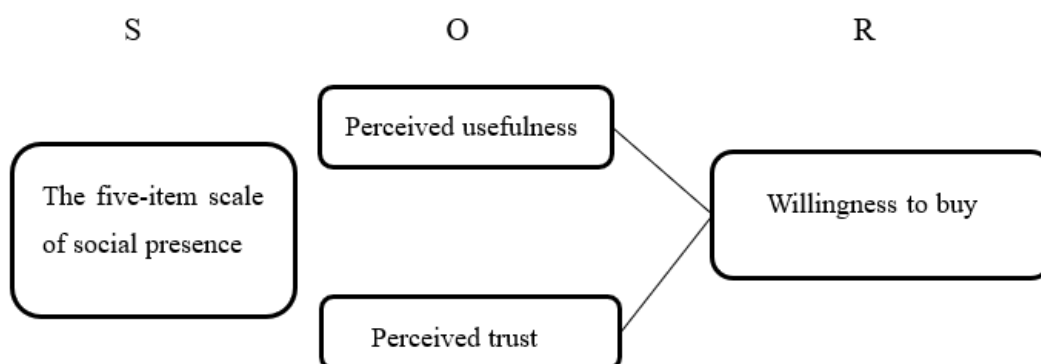 S O R
Perceived usefulness
The five-item scale
of social presence
Willingness to buy
Perceived trust